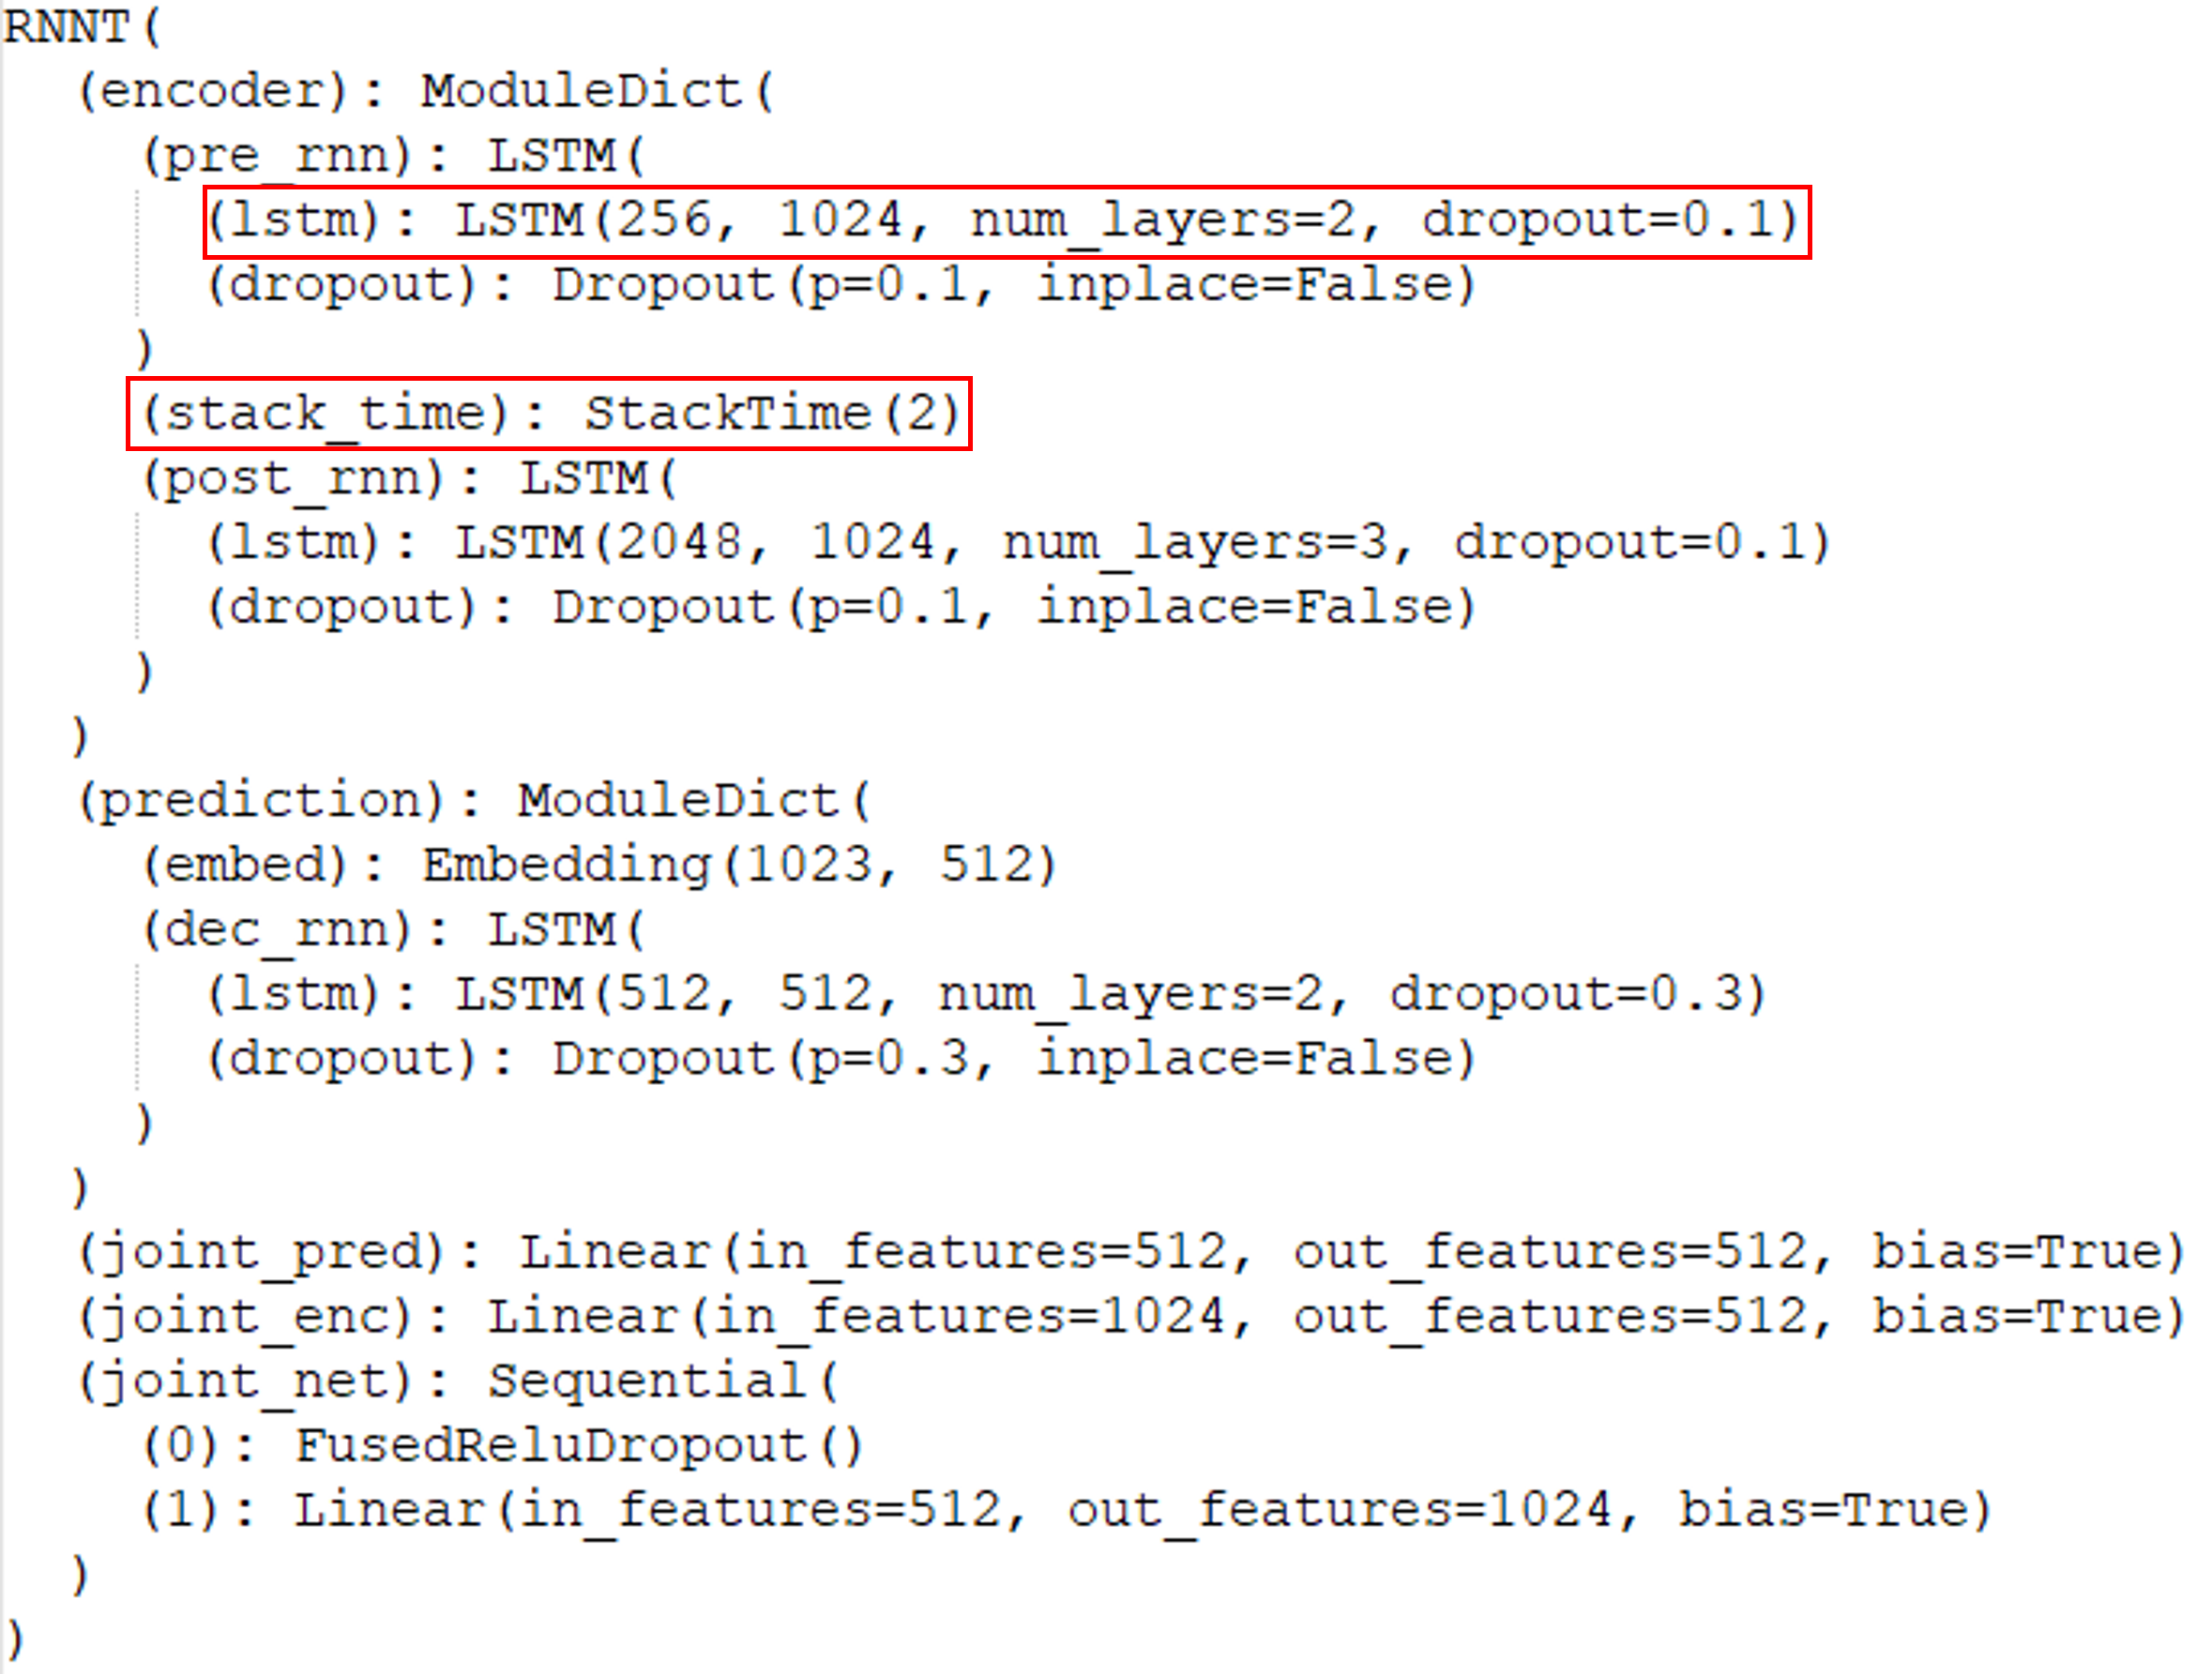 RNNT(
(encoder): ModuleDict(
(pre_rnn): LSTM(
(lstm): LSTM(256, 1024, num_layers=2, dropout=0.1)
(dropout): Dropout(p=0.1, inplace=False)
)
(stack_time): StackTime(2)
(post_rnn): LSTM(
(lstm): LSTM(2048, 1024, num_layers=3, dropout=0.1)
(dropout): Dropout(p=0.1, inplace=False)
)
)
(prediction): ModuleDict(
(embed): Embedding(1023, 512)
(dec_rnn): LSTM(
(lstm): LSTM(512, 512, num_layers=2, dropout=0.3)
(dropout): Dropout(p=0.3, inplace=False)
)
)
(joint_pred): Linear(in_features=512, out_features=512, bias=True)
(joint_enc): Linear(in_features=1024, out_features=512, bias=True)
(joint_net): Sequential(
(0): FusedReluDropout()
(1): Linear(in_features=512, out_features=1024, bias=True)
)
)